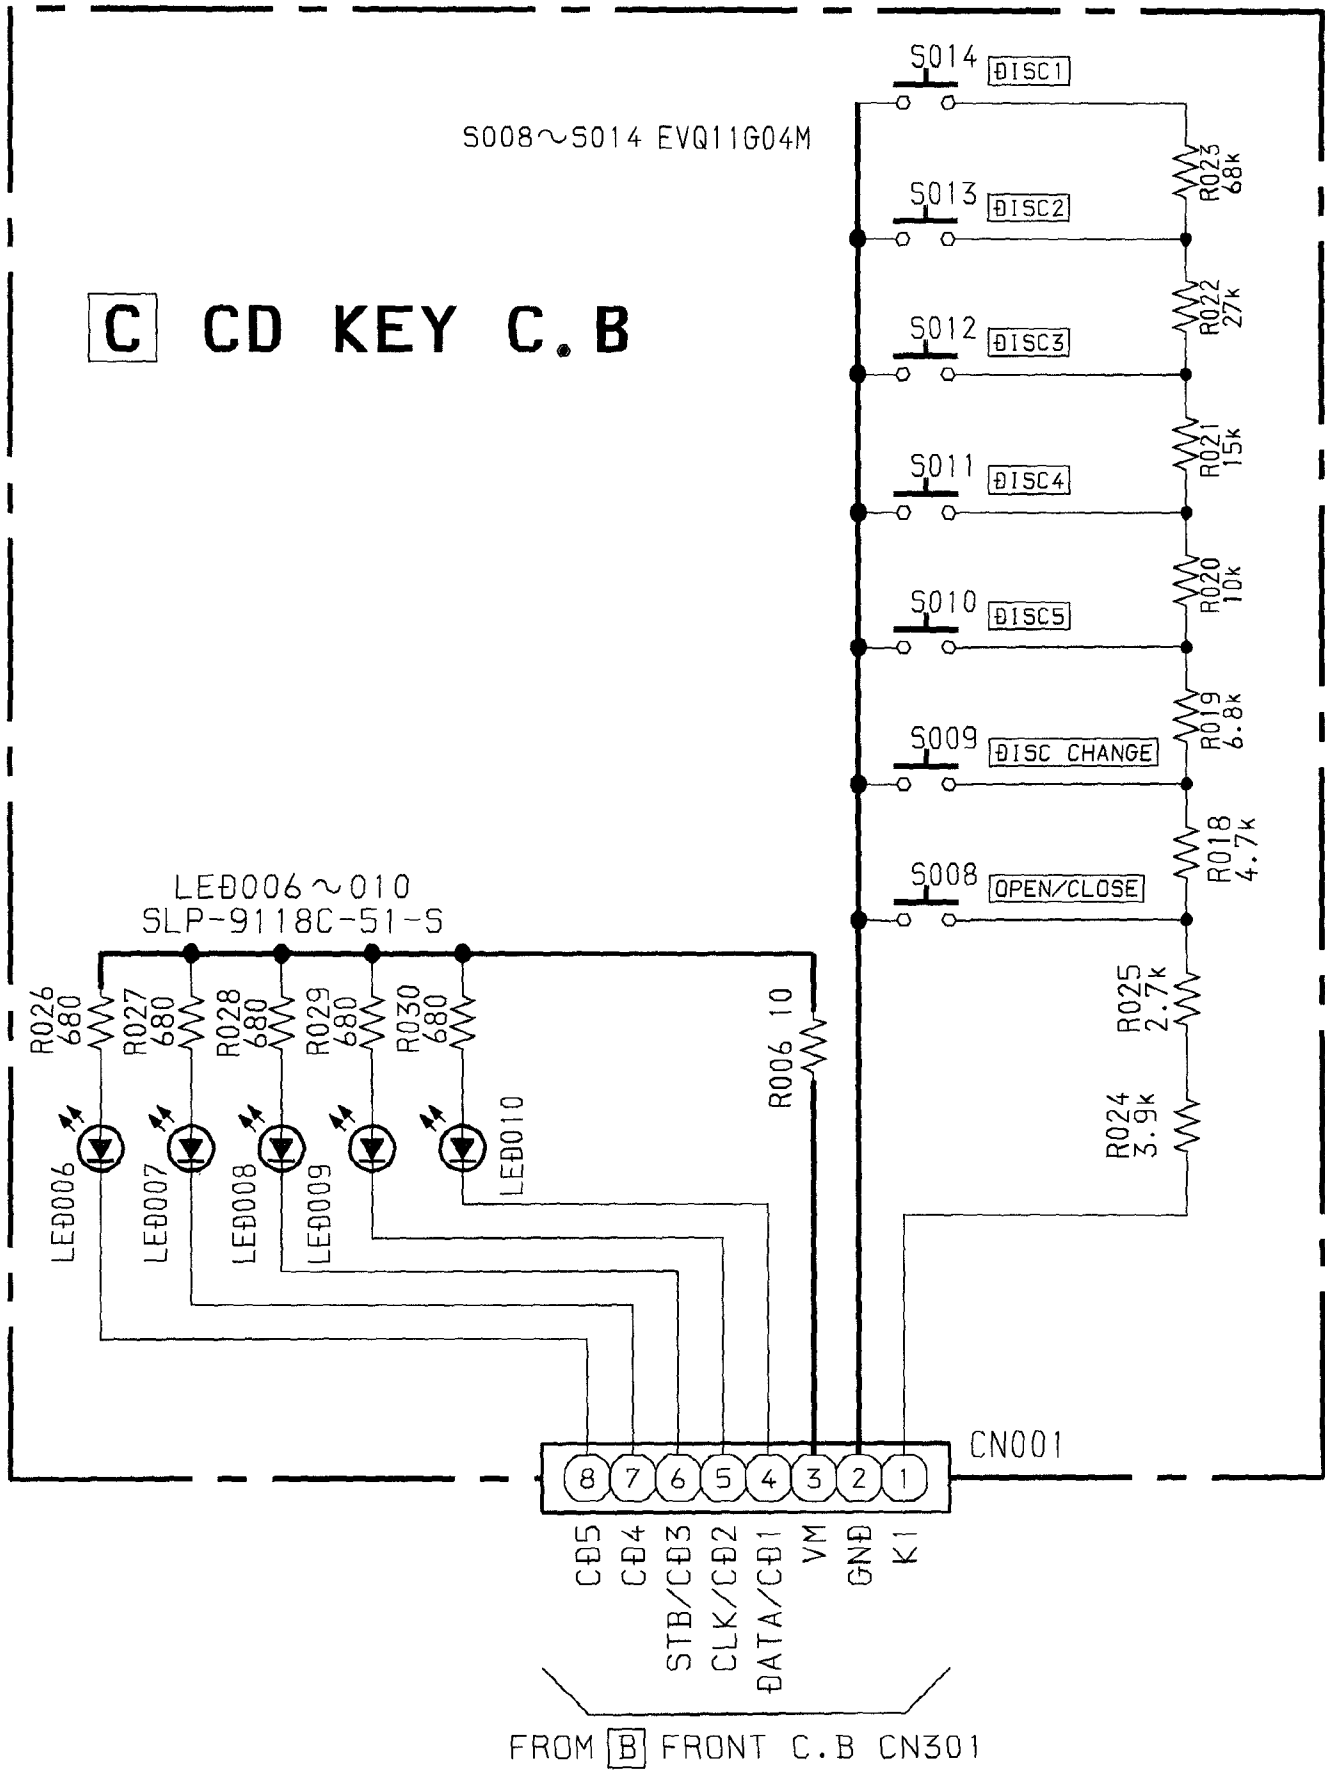 S014 DISC1
S008~S014 EVQ11G04M
R023
68k
S013 DISC2
C CD KEY C.B
R022
27k
S012 DISC3
R021
15k
S011 DISC4
R020
10k
S010 DISC5
R019
6.8k
S009 DISC CHANGE
R018
4.7k
S008 OPEN/CLOSE
LED006~010
SLP-9118C-51-S
R026
680
R027
680
R028
680
R029
680
R030
680
R006 10
R025
2.7k
R024
3.9k
LED006
LED007
LED008
LED009
LED010
CN001
8 7 6 5 4 3 2 1
CD5
CD4
STB/CD3
CLK/CD2
DATA/CD1
VM
GND
K1
FROM B FRONT C.B CN301